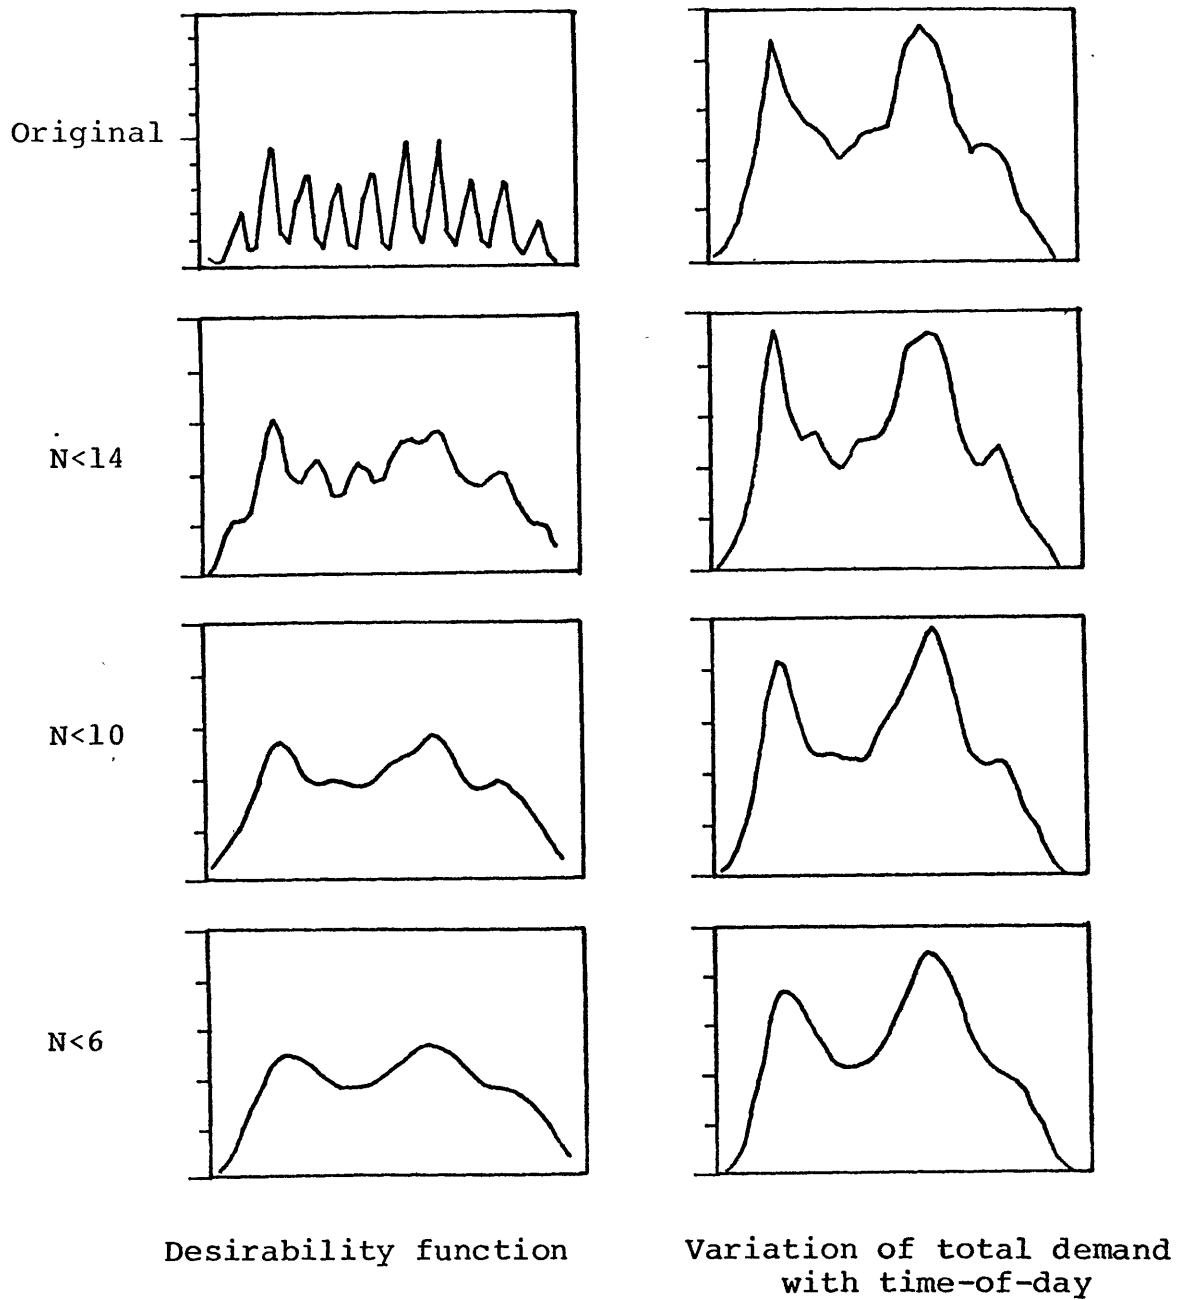 Original
N<14
N<10
N<6
Desirability function
Variation of total demand
with time-of-day